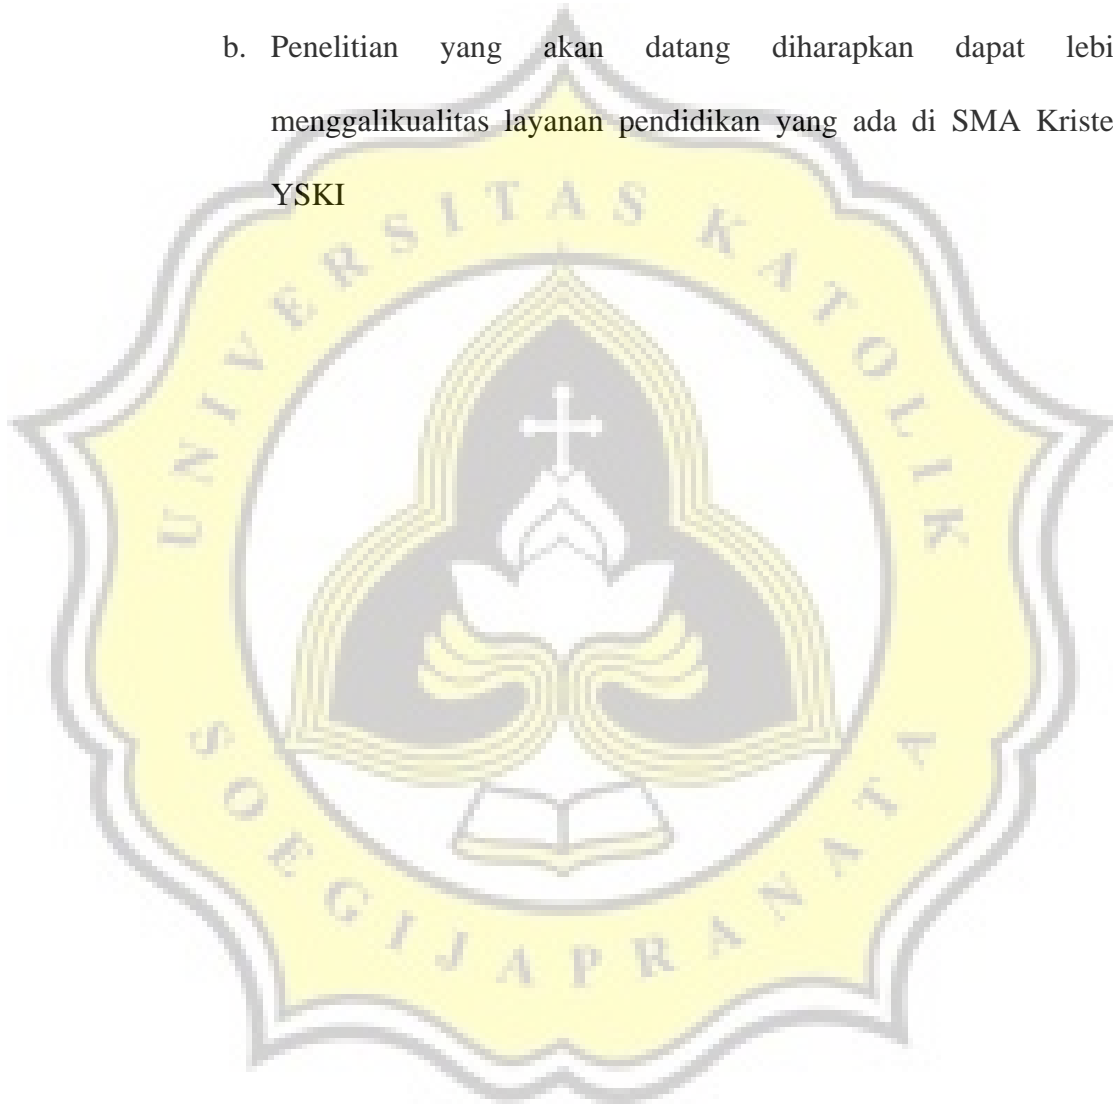 b. Penelitian yang akan datang diharapkan dapat lebi
menggalikualitas layanan pendidikan yang ada di SMA Kriste
YSKI
UNIVERSITAS KATOLIK
SOEGIJAPRANATA